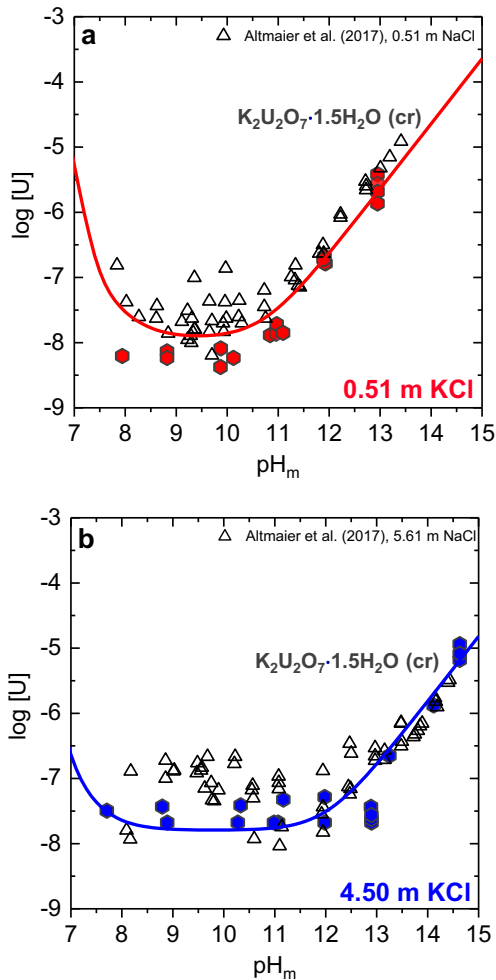 a
Altmaier et al. (2017), 0.51 m NaCl
K₂U₂O₇·1.5H₂O (cr)
log [U]
-3
-4
-5
-6
-7
-8
-9
0.51 m KCl
7 8 9 10 11 12 13 14 15
pHₘ
b
Altmaier et al. (2017), 5.61 m NaCl
K₂U₂O₇·1.5H₂O (cr)
log [U]
-3
-4
-5
-6
-7
-8
-9
4.50 m KCl
7 8 9 10 11 12 13 14 15
pHₘ